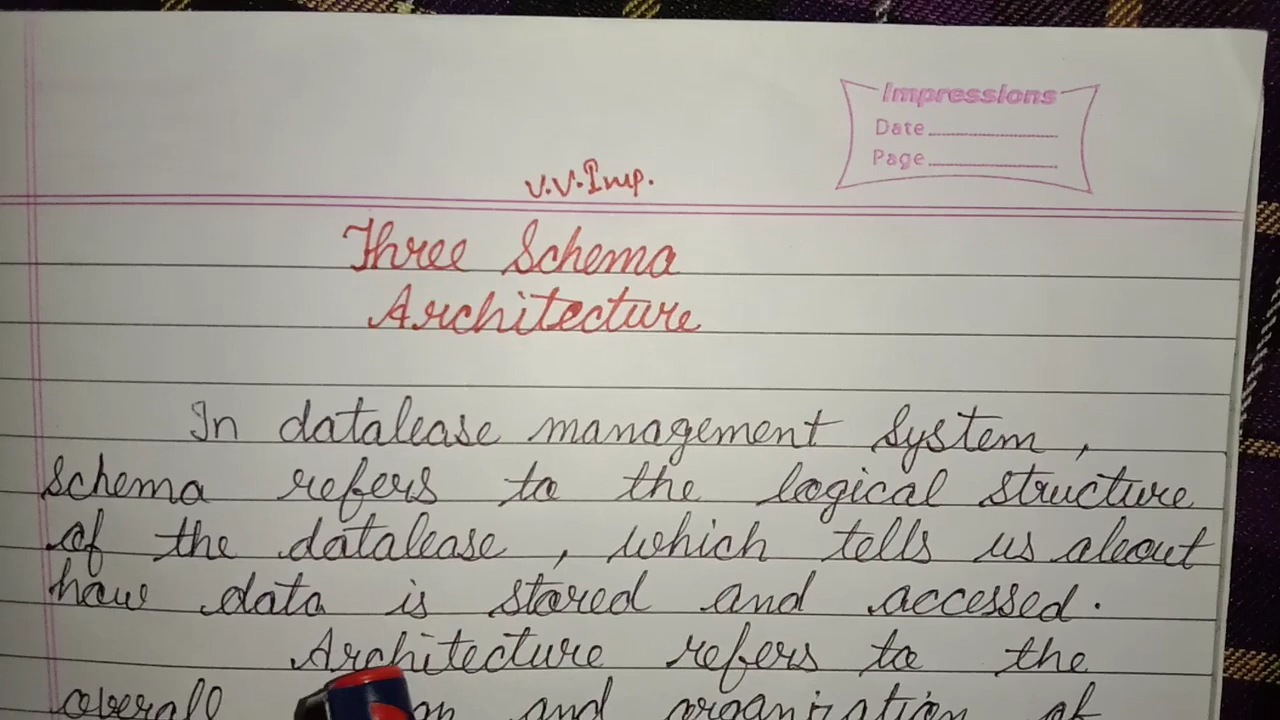 Impressions
Date
Page
V.V.Imp.
Three Schema
Architecture
In database management system,
schema refers to the logical structure
of the database, which tells us about
how data is stored and accessed.
Architecture refers to the
overall and organization of